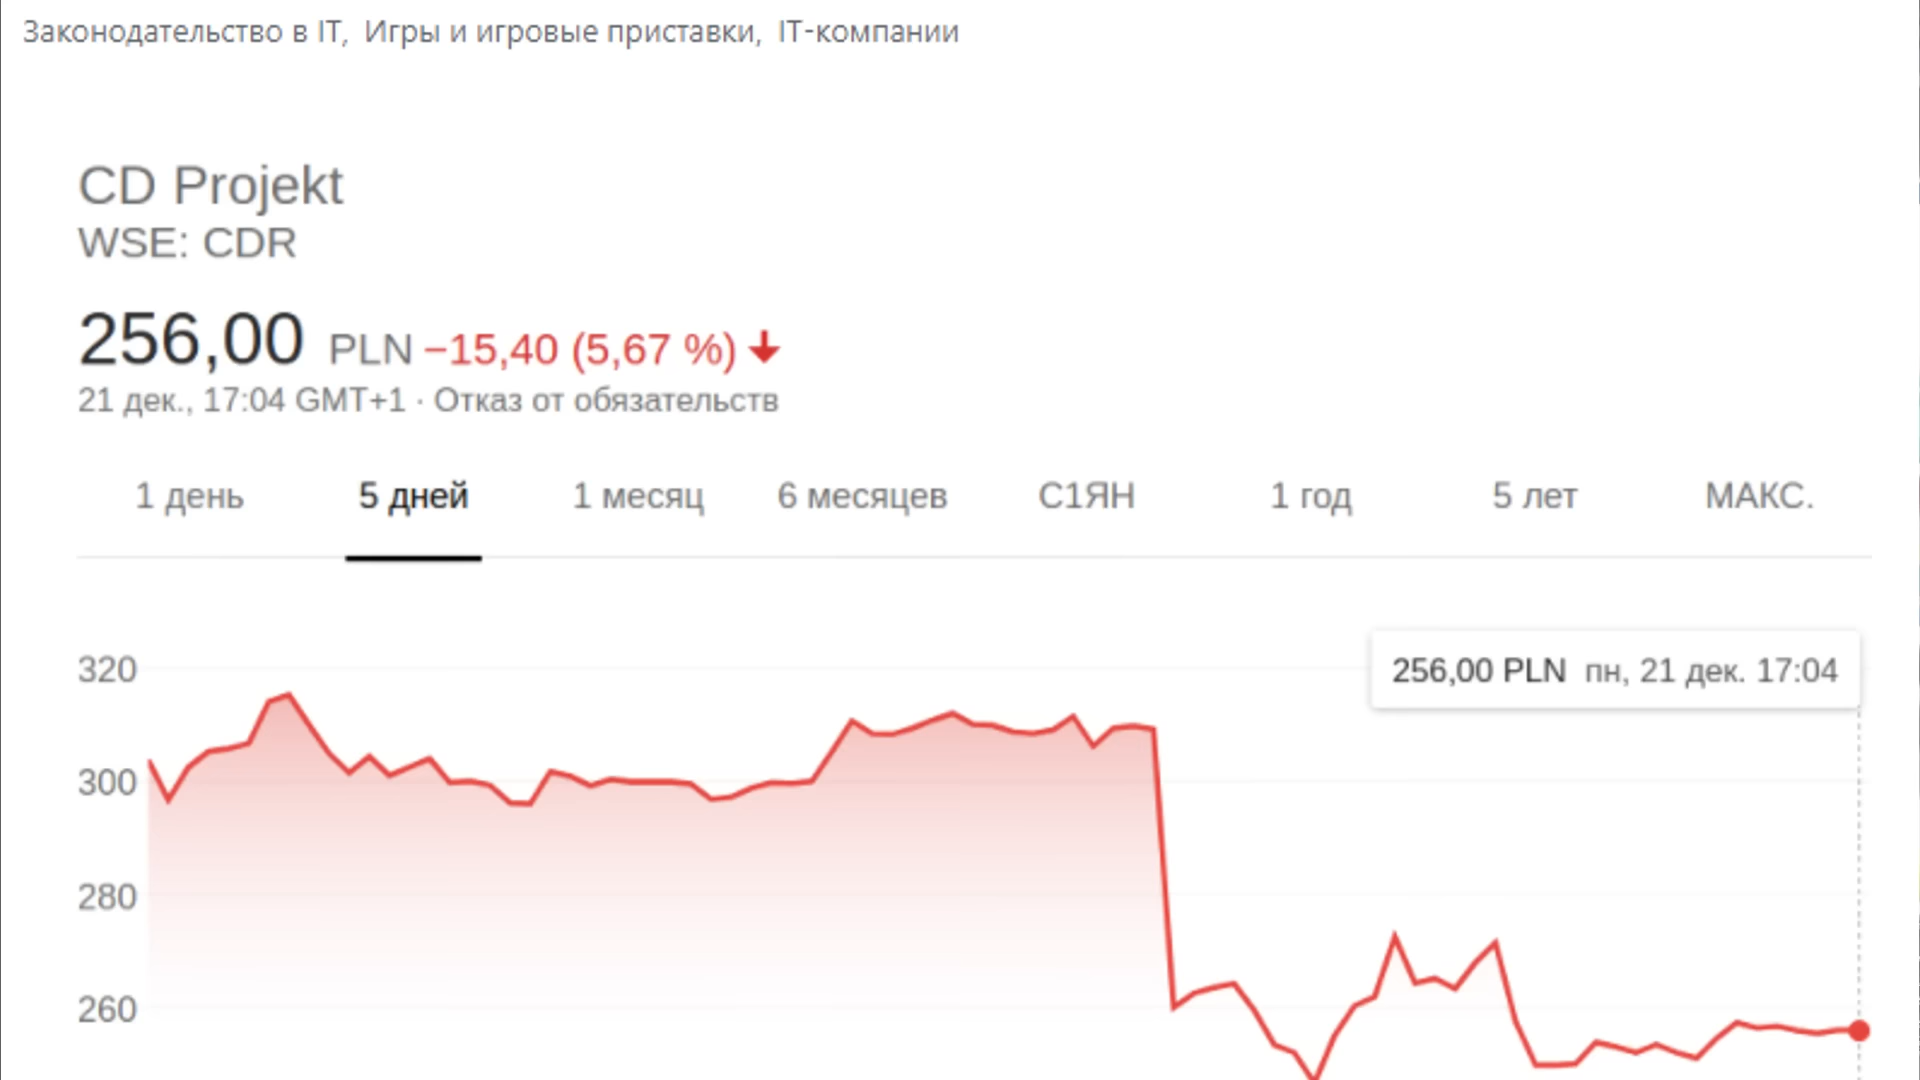 Законодательство в IT, Игры и игровые приставки, IT-компании
CD Projekt
WSE: CDR
256,00 PLN −15,40 (5,67 %)
21 дек., 17:04 GMT+1 · Отказ от обязательств
1 день 5 дней 1 месяц 6 месяцев С1ЯН 1 год 5 лет МАКС.
256,00 PLN пн, 21 дек. 17:04
320
300
280
260